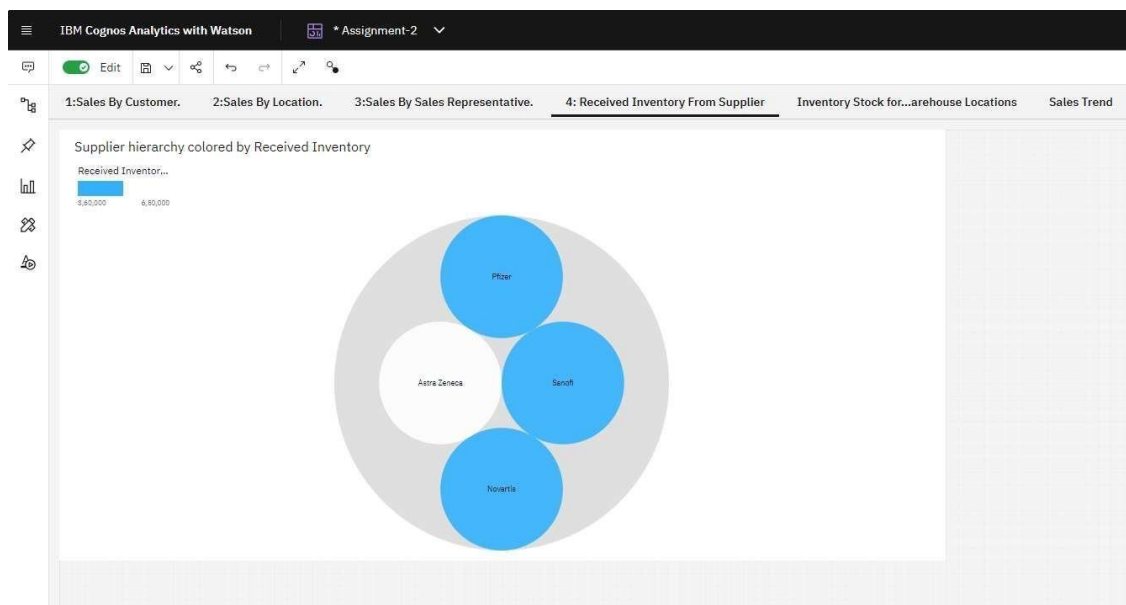 IBM Cognos Analytics with Watson
* Assignment-2
Edit
1:Sales By Customer.
2:Sales By Location.
3:Sales By Sales Representative.
4: Received Inventory From Supplier
Inventory Stock for...arehouse Locations
Sales Trend
Supplier hierarchy colored by Received Inventory
Received Inventor...
6,50,000
Pfizer
Astra Zeneca
Sanofi
Novartis